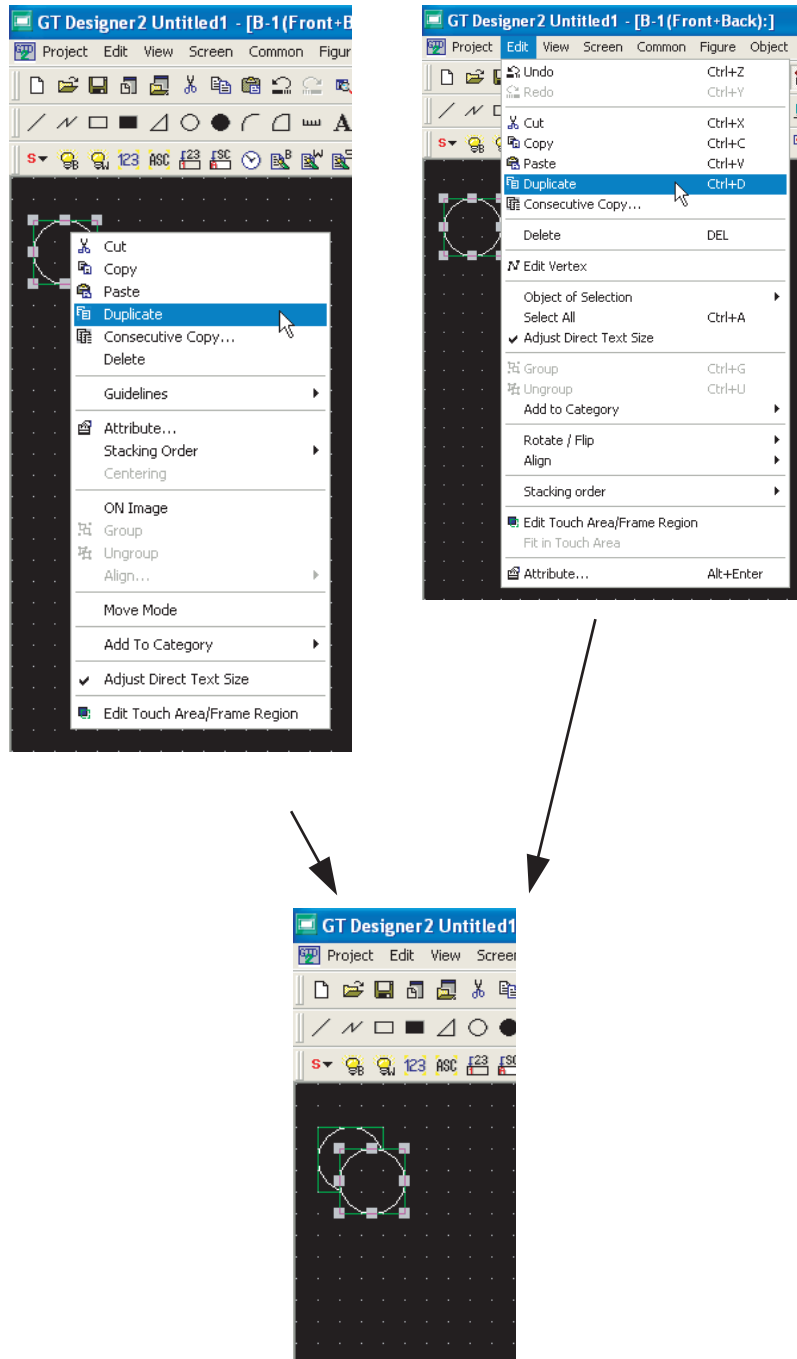 GT Designer2 Untitled1 - [B-1(Front+B
Project Edit View Screen Common Figur
A
S 123 ASC 123
Cut
Copy
Paste
Duplicate
Consecutive Copy...
Delete
Guidelines
Attribute...
Stacking Order
Centering
ON Image
Group
Ungroup
Align...
Move Mode
Add To Category
Adjust Direct Text Size
Edit Touch Area/Frame Region
GT Designer2 Untitled1 - [B-1(Front+Back):]
Project Edit View Screen Common Figure Object
S
Undo Ctrl+Z
Redo Ctrl+Y
Cut Ctrl+X
Copy Ctrl+C
Paste Ctrl+V
Duplicate Ctrl+D
Consecutive Copy...
Delete DEL
Edit Vertex
Object of Selection
Select All Ctrl+A
Adjust Direct Text Size
Group Ctrl+G
Ungroup Ctrl+U
Add to Category
Rotate / Flip
Align
Stacking order
Edit Touch Area/Frame Region
Fit in Touch Area
Attribute... Alt+Enter
GT Designer2 Untitled1
Project Edit View Screen
S 123 ASC 123